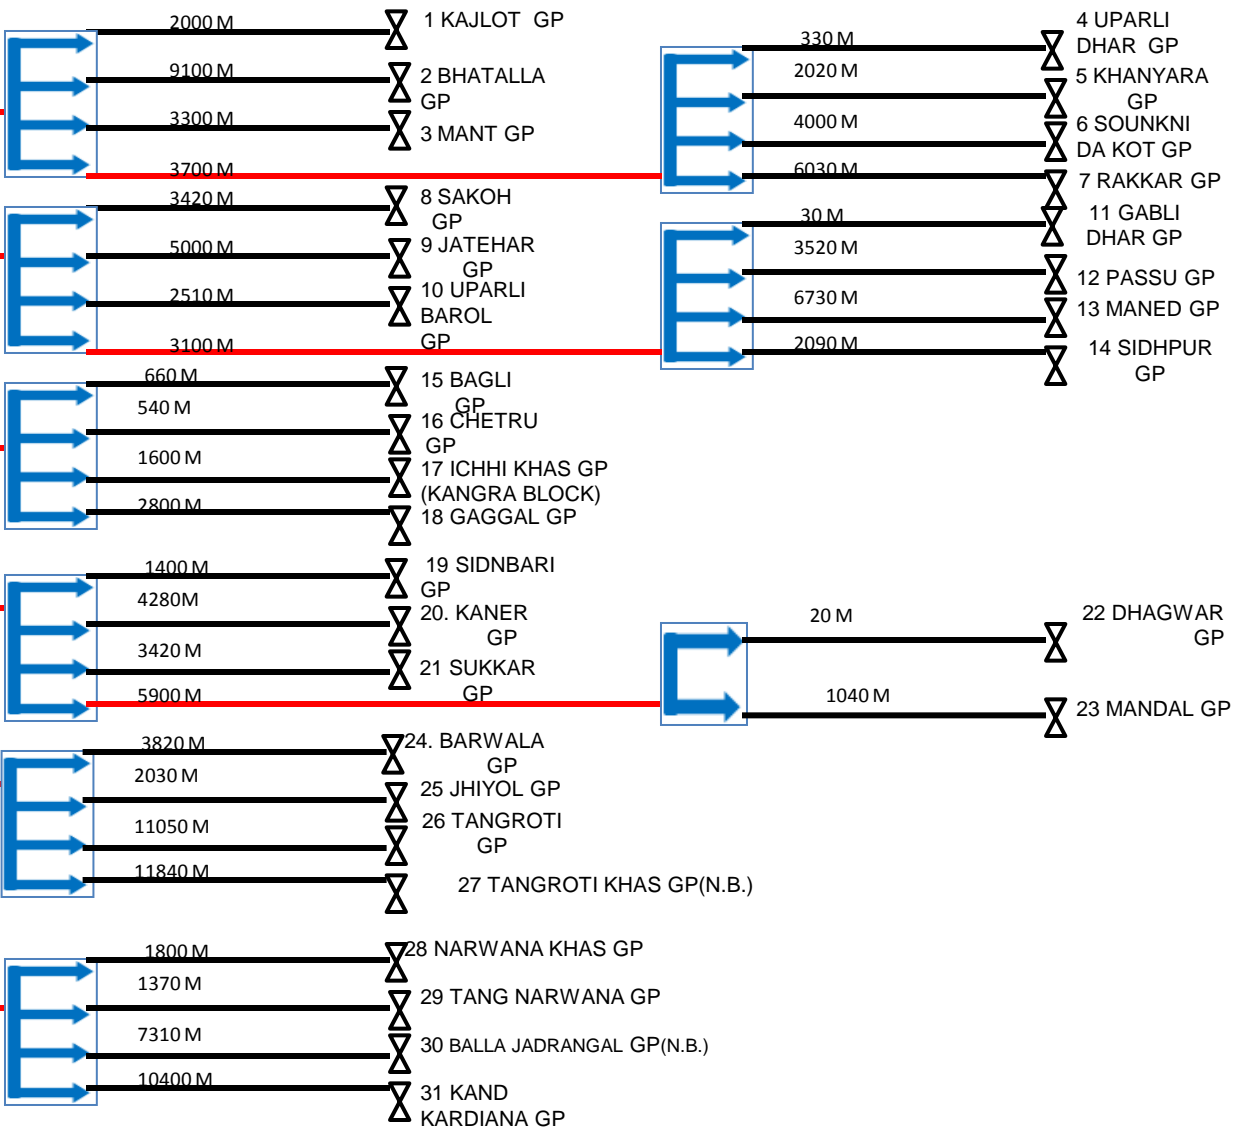 2000 M
1 KAJLOT GP
9100 M
2 BHATALLA
GP
3300 M
3 MANT GP
3700 M
330 M
4 UPARLI
DHAR GP
2020 M
5 KHANYARA
GP
4000 M
6 SOUNKNI
DA KOT GP
6030 M
7 RAKKAR GP
3420 M
8 SAKOH
GP
5000 M
9 JATEHAR
GP
2510 M
10 UPARLI
BAROL
GP
3100 M
30 M
11 GABLI
DHAR GP
3520 M
12 PASSU GP
6730 M
13 MANED GP
2090 M
14 SIDHPUR
GP
660 M
15 BAGLI
GP
540 M
16 CHETRU
GP
1600 M
17 ICHHI KHAS GP
(KANGRA BLOCK)
2800 M
18 GAGGAL GP
1400 M
19 SIDNBARI
GP
4280M
20. KANER
GP
3420 M
21 SUKKAR
GP
5900 M
20 M
22 DHAGWAR
GP
1040 M
23 MANDAL GP
3820 M
24. BARWALA
GP
2030 M
25 JHIYOL GP
11050 M
26 TANGROTI
GP
11840 M
27 TANGROTI KHAS GP(N.B.)
1800 M
28 NARWANA KHAS GP
1370 M
29 TANG NARWANA GP
7310 M
30 BALLA JADRANGAL GP(N.B.)
10400 M
31 KAND
KARDIANA GP